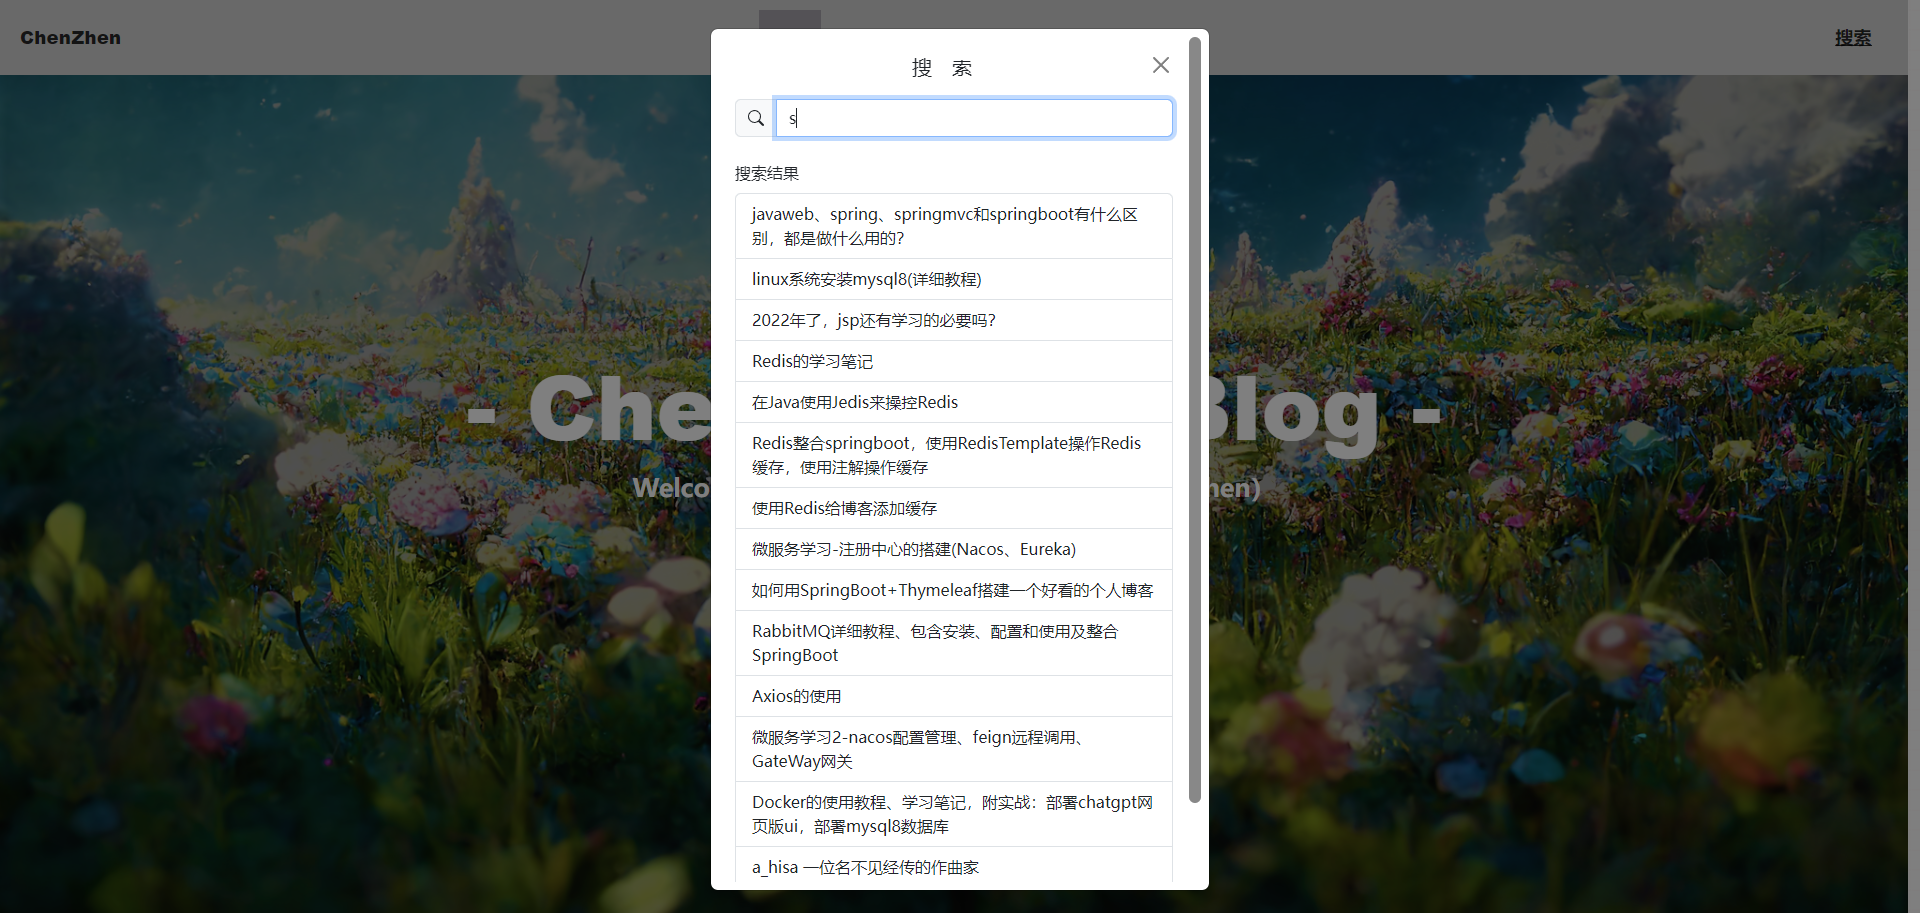 ChenZhen
搜索
搜 索
s
搜索结果
javaweb、spring、springmvc和springboot有什么区
别，都是做什么用的?
linux系统安装mysql8(详细教程)
2022年了，jsp还有学习的必要吗?
Redis的学习笔记
在Java使用Jedis来操控Redis
Redis整合springboot，使用RedisTemplate操作Redis
缓存，使用注解操作缓存
使用Redis给博客添加缓存
微服务学习-注册中心的搭建(Nacos、Eureka)
如何用SpringBoot+Thymeleaf搭建一个好看的个人博客
RabbitMQ详细教程、包含安装、配置和使用及整合
SpringBoot
Axios的使用
微服务学习2-nacos配置管理、feign远程调用、
GateWay网关
Docker的使用教程、学习笔记，附实战：部署chatgpt网
页版ui，部署mysql8数据库
a_hisa 一位名不见经传的作曲家
- Che
Blog -
Welco
hen)